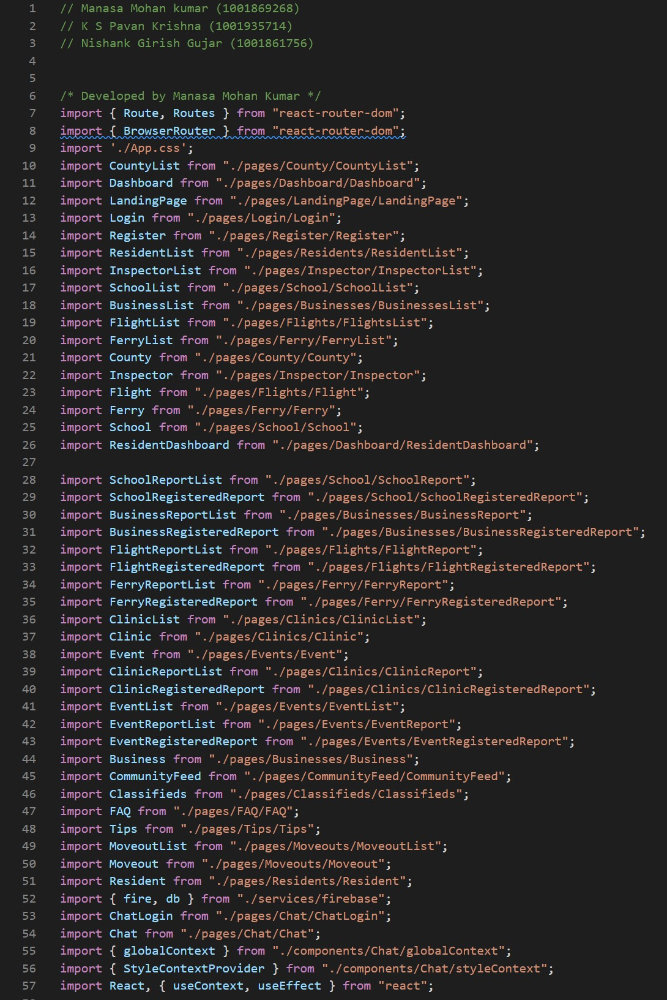 1 // Manasa Mohan kumar (1001869268)
2 // K S Pavan Krishna (1001935714)
3 // Nishank Girish Gujar (1001861756)
4
5
6 /* Developed by Manasa Mohan Kumar */
7 import { Route, Routes } from "react-router-dom";
8 import { BrowserRouter } from "react-router-dom";
9 import './App.css';
10 import CountyList from "./pages/County/CountyList";
11 import Dashboard from "./pages/Dashboard/Dashboard";
12 import LandingPage from "./pages/LandingPage/LandingPage";
13 import Login from "./pages/Login/Login";
14 import Register from "./pages/Register/Register";
15 import ResidentList from "./pages/Residents/ResidentList";
16 import InspectorList from "./pages/Inspector/InspectorList";
17 import SchoolList from "./pages/School/SchoolList";
18 import BusinessList from "./pages/Businesses/BusinessesList";
19 import FlightList from "./pages/Flights/FlightsList";
20 import FerryList from "./pages/Ferry/FerryList";
21 import County from "./pages/County/County";
22 import Inspector from "./pages/Inspector/Inspector";
23 import Flight from "./pages/Flights/Flight";
24 import Ferry from "./pages/Ferry/Ferry";
25 import School from "./pages/School/School";
26 import ResidentDashboard from "./pages/Dashboard/ResidentDashboard";
27
28 import SchoolReportList from "./pages/School/SchoolReport";
29 import SchoolRegisteredReport from "./pages/School/SchoolRegisteredReport";
30 import BusinessReportList from "./pages/Businesses/BusinessReport";
31 import BusinessRegisteredReport from "./pages/Businesses/BusinessRegisteredReport";
32 import FlightReportList from "./pages/Flights/FlightReport";
33 import FlightRegisteredReport from "./pages/Flights/FlightRegisteredReport";
34 import FerryReportList from "./pages/Ferry/FerryReport";
35 import FerryRegisteredReport from "./pages/Ferry/FerryRegisteredReport";
36 import ClinicList from "./pages/Clinics/ClinicList";
37 import Clinic from "./pages/Clinics/Clinic";
38 import Event from "./pages/Events/Event";
39 import ClinicReportList from "./pages/Clinics/ClinicReport";
40 import ClinicRegisteredReport from "./pages/Clinics/ClinicRegisteredReport";
41 import EventList from "./pages/Events/EventList";
42 import EventReportList from "./pages/Events/EventReport";
43 import EventRegisteredReport from "./pages/Events/EventRegisteredReport";
44 import Business from "./pages/Businesses/Business";
45 import CommunityFeed from "./pages/CommunityFeed/CommunityFeed";
46 import Classifieds from "./pages/Classifieds/Classifieds";
47 import FAQ from "./pages/FAQ/FAQ";
48 import Tips from "./pages/Tips/Tips";
49 import MoveoutList from "./pages/Moveouts/MoveoutList";
50 import Moveout from "./pages/Moveouts/Moveout";
51 import Resident from "./pages/Residents/Resident";
52 import { fire, db } from "./services/firebase";
53 import ChatLogin from "./pages/Chat/ChatLogin";
54 import Chat from "./pages/Chat/Chat";
55 import { globalContext } from "./components/Chat/globalContext";
56 import { StyleContextProvider } from "./components/Chat/styleContext";
57 import React, { useContext, useEffect } from "react";